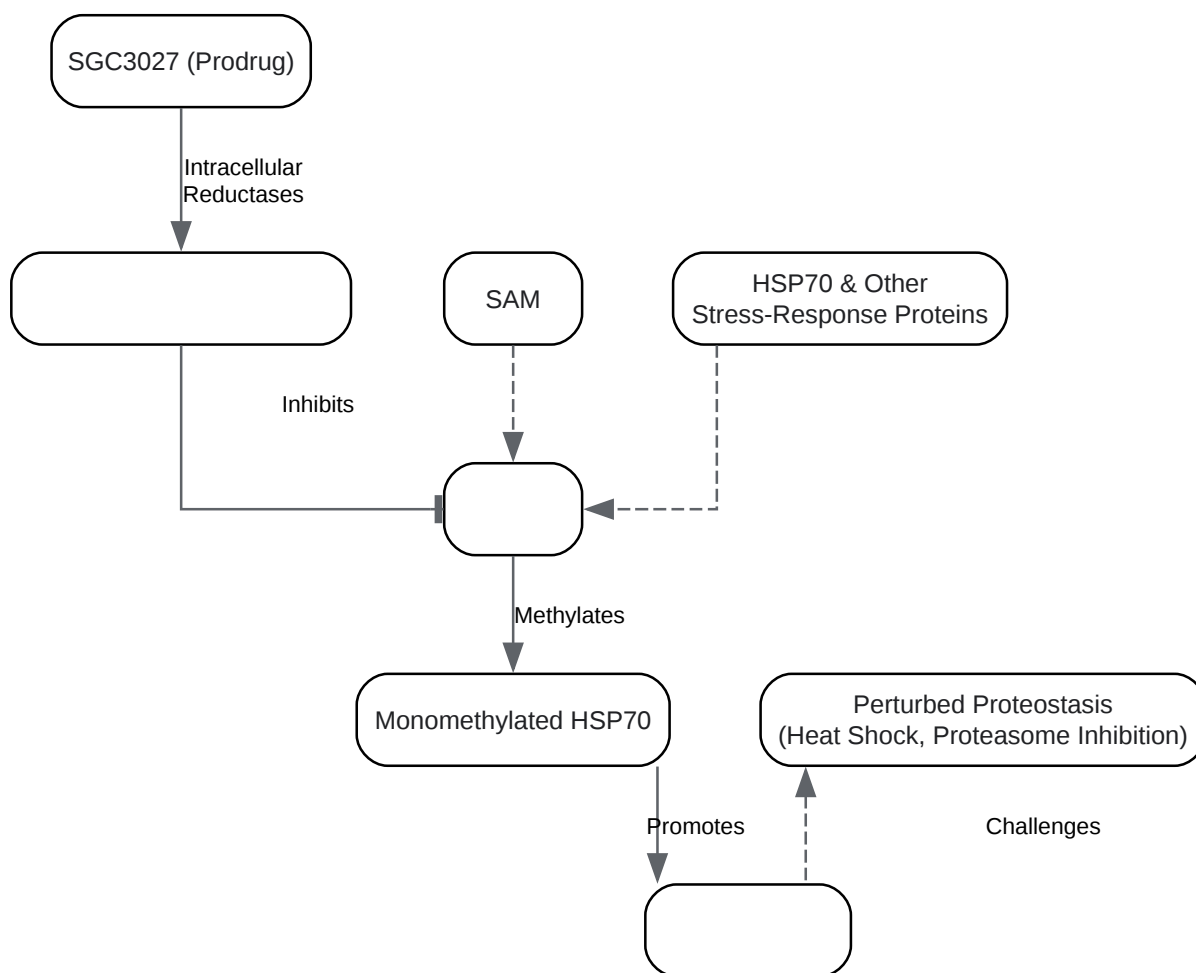 SGC3027 (Prodrug)
Intracellular
Reductases
SAM
HSP70 & Other
Stress-Response Proteins
Inhibits
Methylates
Monomethylated HSP70
Perturbed Proteostasis
(Heat Shock, Proteasome Inhibition)
Promotes
Challenges